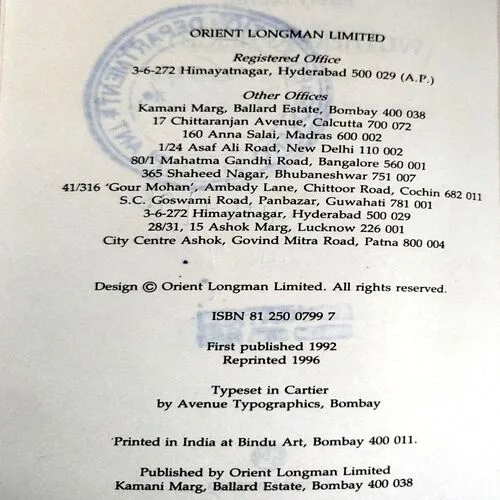 ORIENT LONGMAN LIMITED
Registered Office
3-6-272 Himayatnagar, Hyderabad 500 029 (A.P.)
Other Offices
Kamani Marg, Ballard Estate, Bombay 400 038
17 Chittaranjan Avenue, Calcutta 700 072
160 Anna Salai, Madras 600 002
1/24 Asaf Ali Road, New Delhi 110 002
80/1 Mahatma Gandhi Road, Bangalore 560 001
365 Shaheed Nagar, Bhubaneshwar 751 007
41/316 'Gour Mohan', Ambady Lane, Chittoor Road, Cochin 682 011
S.C. Goswami Road, Panbazar, Guwahati 781 001
3-6-272 Himayatnagar, Hyderabad 500 029
28/31, 15 Ashok Marg, Lucknow 226 001
City Centre Ashok, Govind Mitra Road, Patna 800 004
Design © Orient Longman Limited. All rights reserved.
ISBN 81 250 0799 7
First published 1992
Reprinted 1996
Typeset in Cartier
by Avenue Typographics, Bombay
Printed in India at Bindu Art, Bombay 400 011.
Published by Orient Longman Limited
Kamani Marg, Ballard Estate, Bombay 400 038